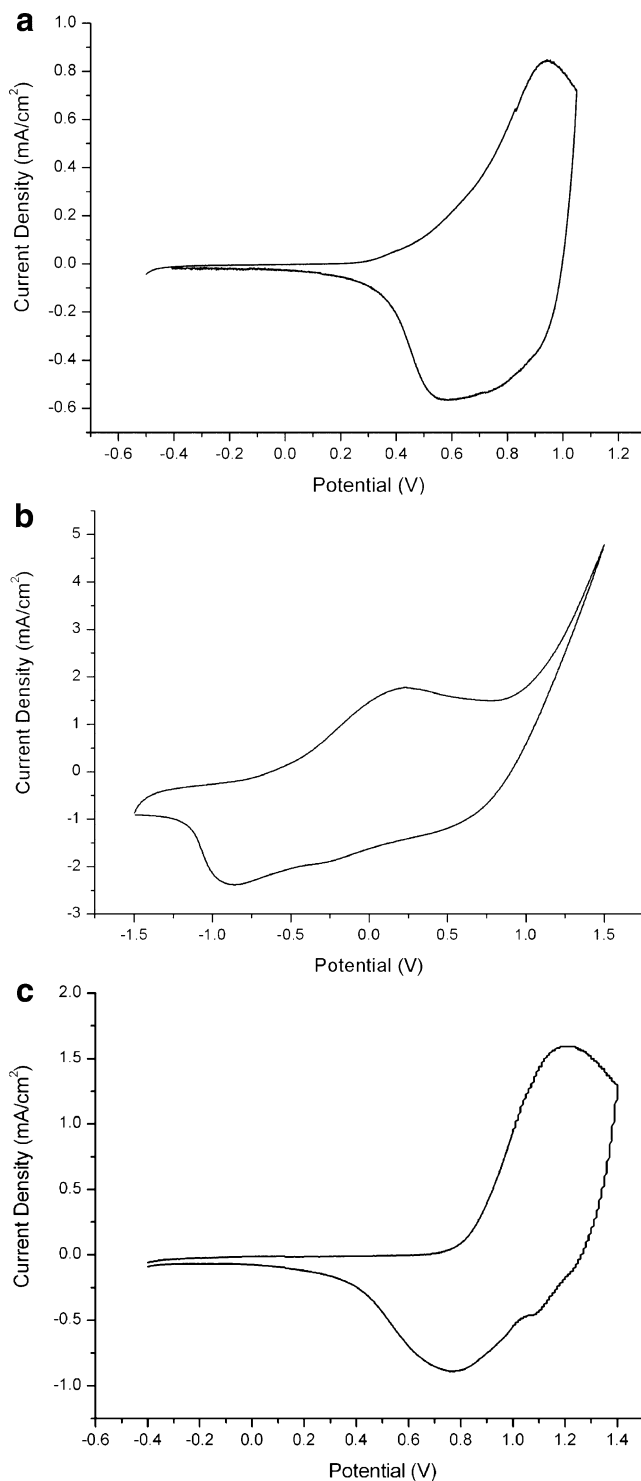 a
1.0
0.8
0.6
0.4
0.2
0.0
-0.2
-0.4
-0.6
Current Density (mA/cm²)
-0.6 -0.4 -0.2 0.0 0.2 0.4 0.6 0.8 1.0 1.2
Potential (V)
b
5
4
3
2
1
0
-1
-2
-3
Current Density (mA/cm²)
-1.5 -1.0 -0.5 0.0 0.5 1.0 1.5
Potential (V)
c
2.0
1.5
1.0
0.5
0.0
-0.5
-1.0
Current Density (mA/cm²)
-0.6 -0.4 -0.2 0.0 0.2 0.4 0.6 0.8 1.0 1.2 1.4
Potential (V)